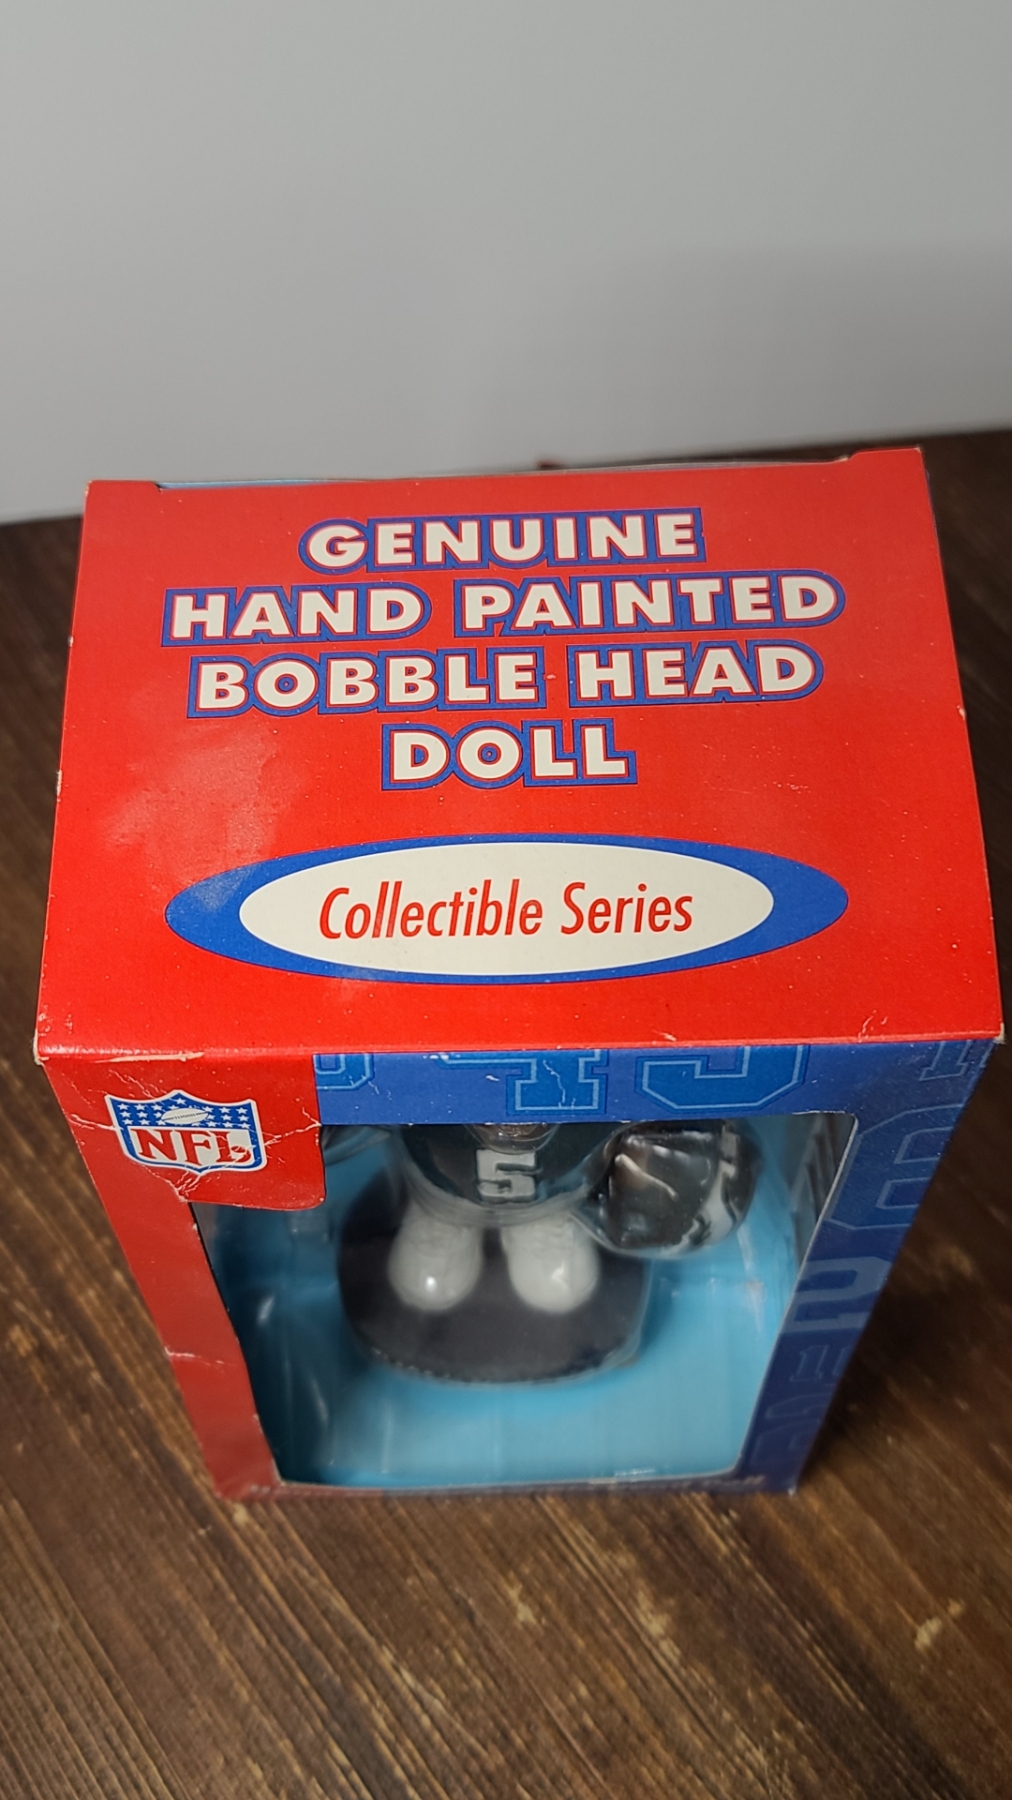 GENUINE
HAND PAINTED
BOBBLE HEAD
DOLL
Collectible Series
NFL
5